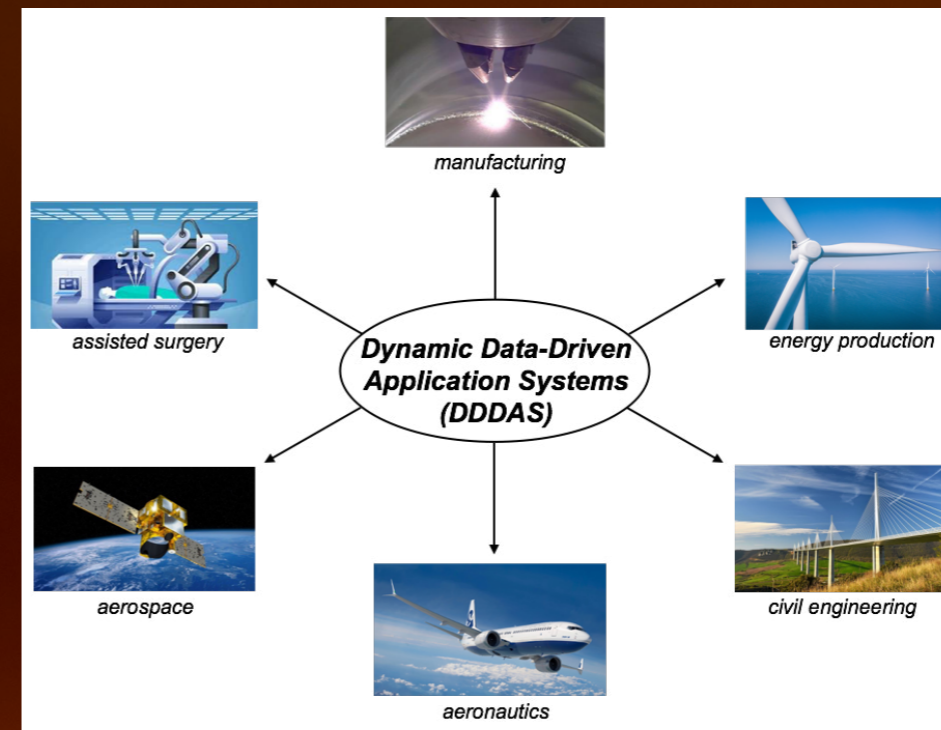 manufacturing
assisted surgery
energy production
Dynamic Data-Driven
Application Systems
(DDDAS)
aerospace
civil engineering
aeronautics